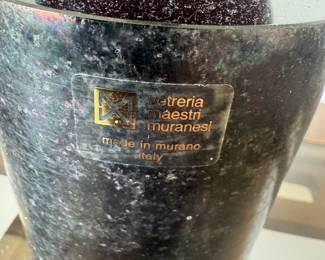 vetreria
maestri
muranesi
made in murano
italy